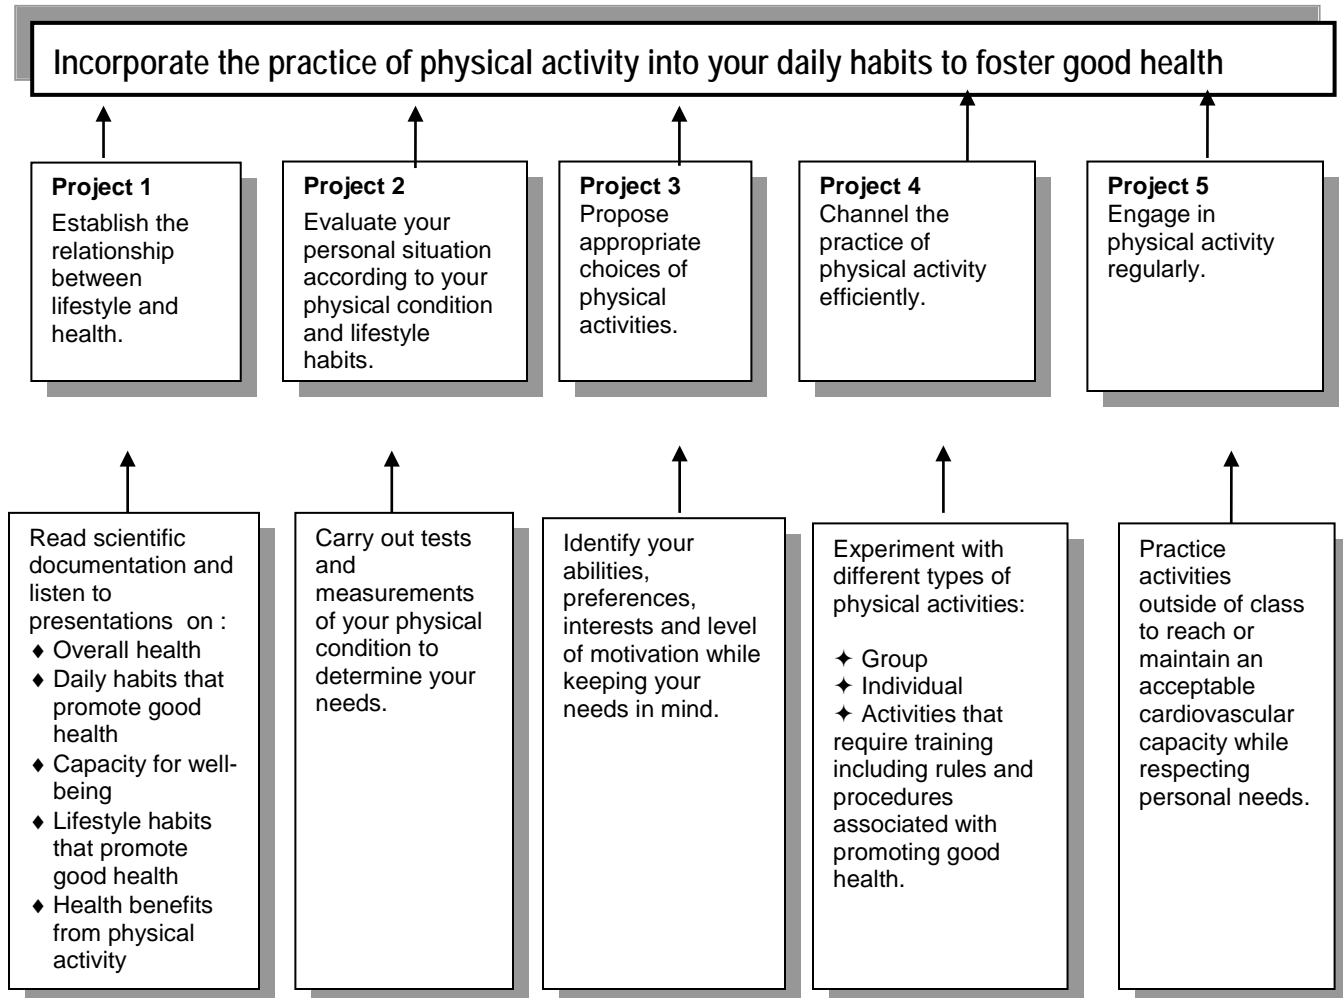 Incorporate the practice of physical activity into your daily habits to foster good health
Project 1
Establish the
relationship
between
lifestyle and
health.
Project 2
Evaluate your
personal situation
according to your
physical condition
and lifestyle
habits.
Project 3
Propose
appropriate
choices of
physical
activities.
Project 4
Channel the
practice of
physical activity
efficiently.
Project 5
Engage in
physical activity
regularly.
Read scientific
documentation and
listen to
presentations on :
♦ Overall health
♦ Daily habits that
promote good
health
♦ Capacity for well-
being
♦ Lifestyle habits
that promote
good health
♦ Health benefits
from physical
activity
Carry out tests
and
measurements
of your physical
condition to
determine your
needs.
Identify your
abilities,
preferences,
interests and level
of motivation while
keeping your
needs in mind.
Experiment with
different types of
physical activities:
✦ Group
✦ Individual
✦ Activities that
require training
including rules and
procedures
associated with
promoting good
health.
Practice
activities
outside of class
to reach or
maintain an
acceptable
cardiovascular
capacity while
respecting
personal needs.